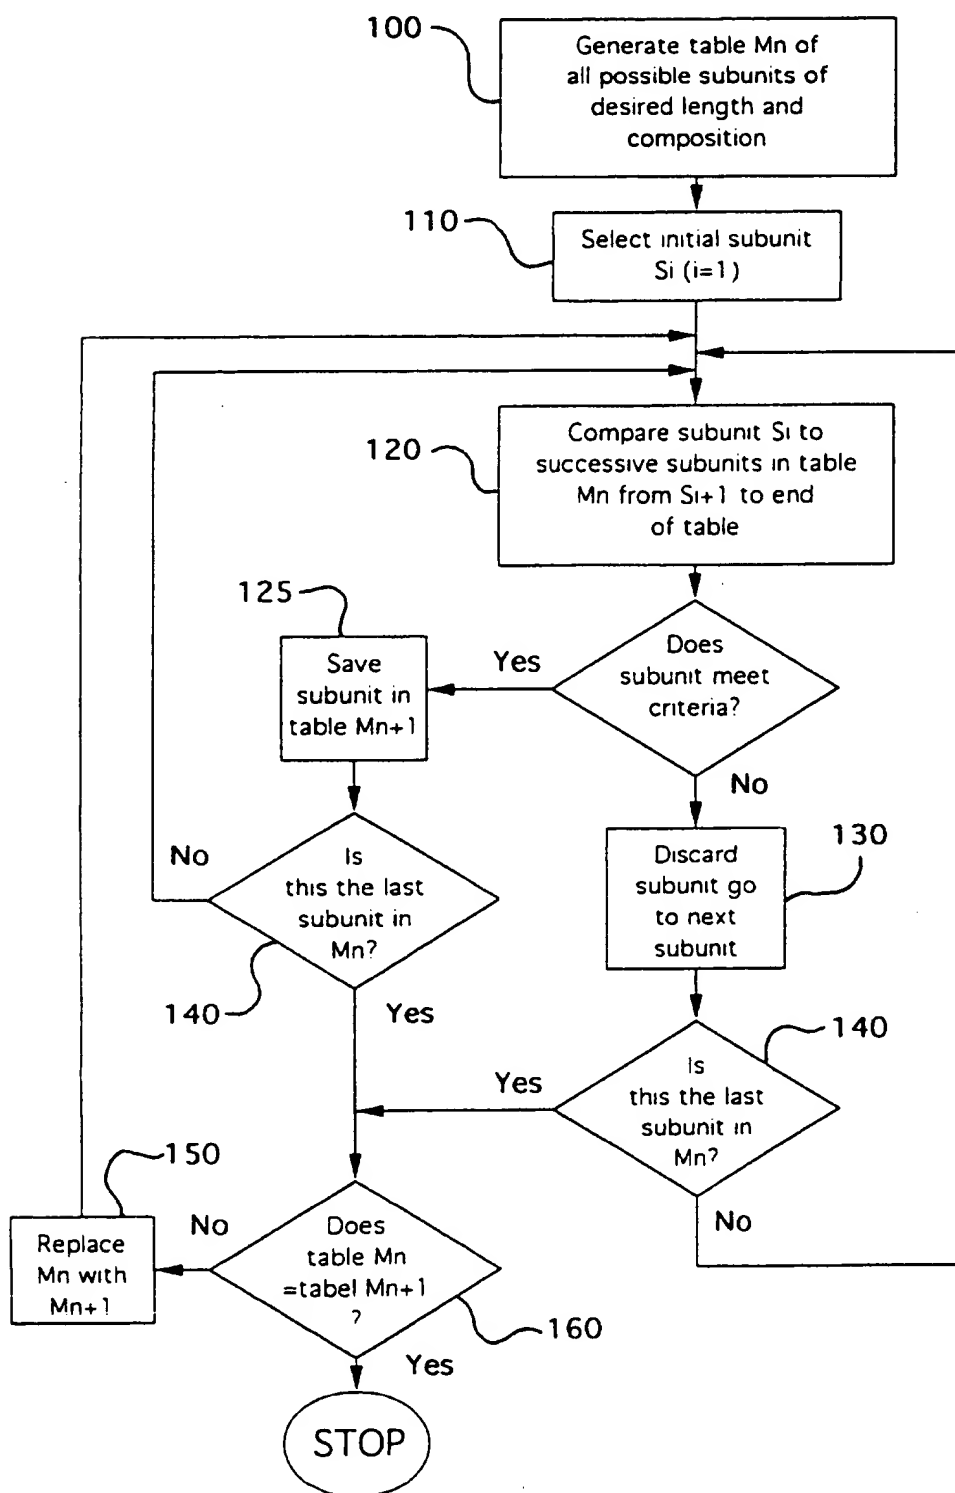 100
Generate table Mn of
all possible subunits of
desired length and
composition
110
Select initial subunit
Si (i=1)
120
Compare subunit Si to
successive subunits in table
Mn from Si+1 to end
of table
125
Save
subunit in
table Mn+1
Yes
Does
subunit meet
criteria?
No
No
Is
this the last
subunit in
Mn?
140
Yes
130
Discard
subunit go
to next
subunit
140
Yes
Is
this the last
subunit in
Mn?
No
150
Replace
Mn with
Mn+1
No
Does
table Mn
=tabel Mn+1
?
160
Yes
STOP